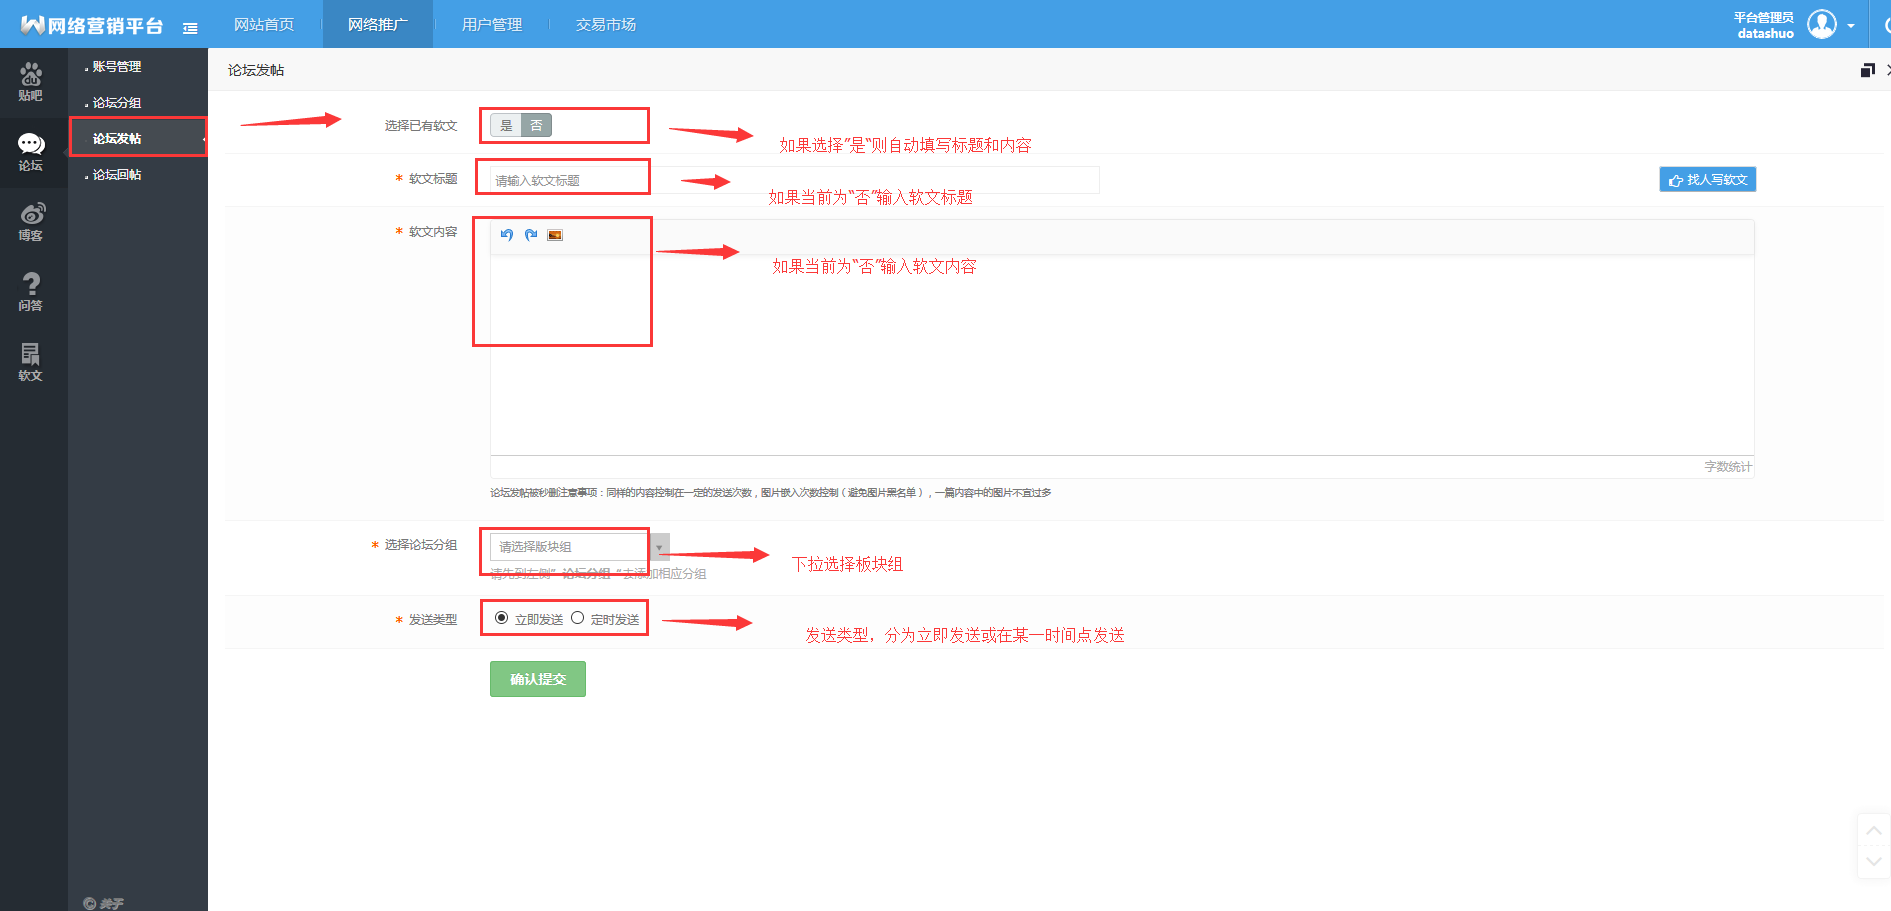 网络营销平台
网站首页
网络推广
用户管理
交易市场
平台管理员
datashuo
贴吧
论坛
博客
问答
软文
账号管理
论坛分组
论坛发帖
论坛回帖
© 关于
论坛发帖
选择已有软文
是 否
如果选择"是"则自动填写标题和内容
* 软文标题
请输入软文标题
找人写软文
如果当前为"否"输入软文标题
* 软文内容
如果当前为"否"输入软文内容
字数统计
论坛发帖被秒删注意事项：同样的内容控制在一定的发送次数，图片嵌入次数控制（避免图片黑名单），一篇内容中的图片不宜过多
* 选择论坛分组
请选择版块组
下拉选择板块组
请先到左侧" 论坛分组 "去添加相应分组
* 发送类型
立即发送 定时发送
发送类型，分为立即发送或在某一时间点发送
确认提交